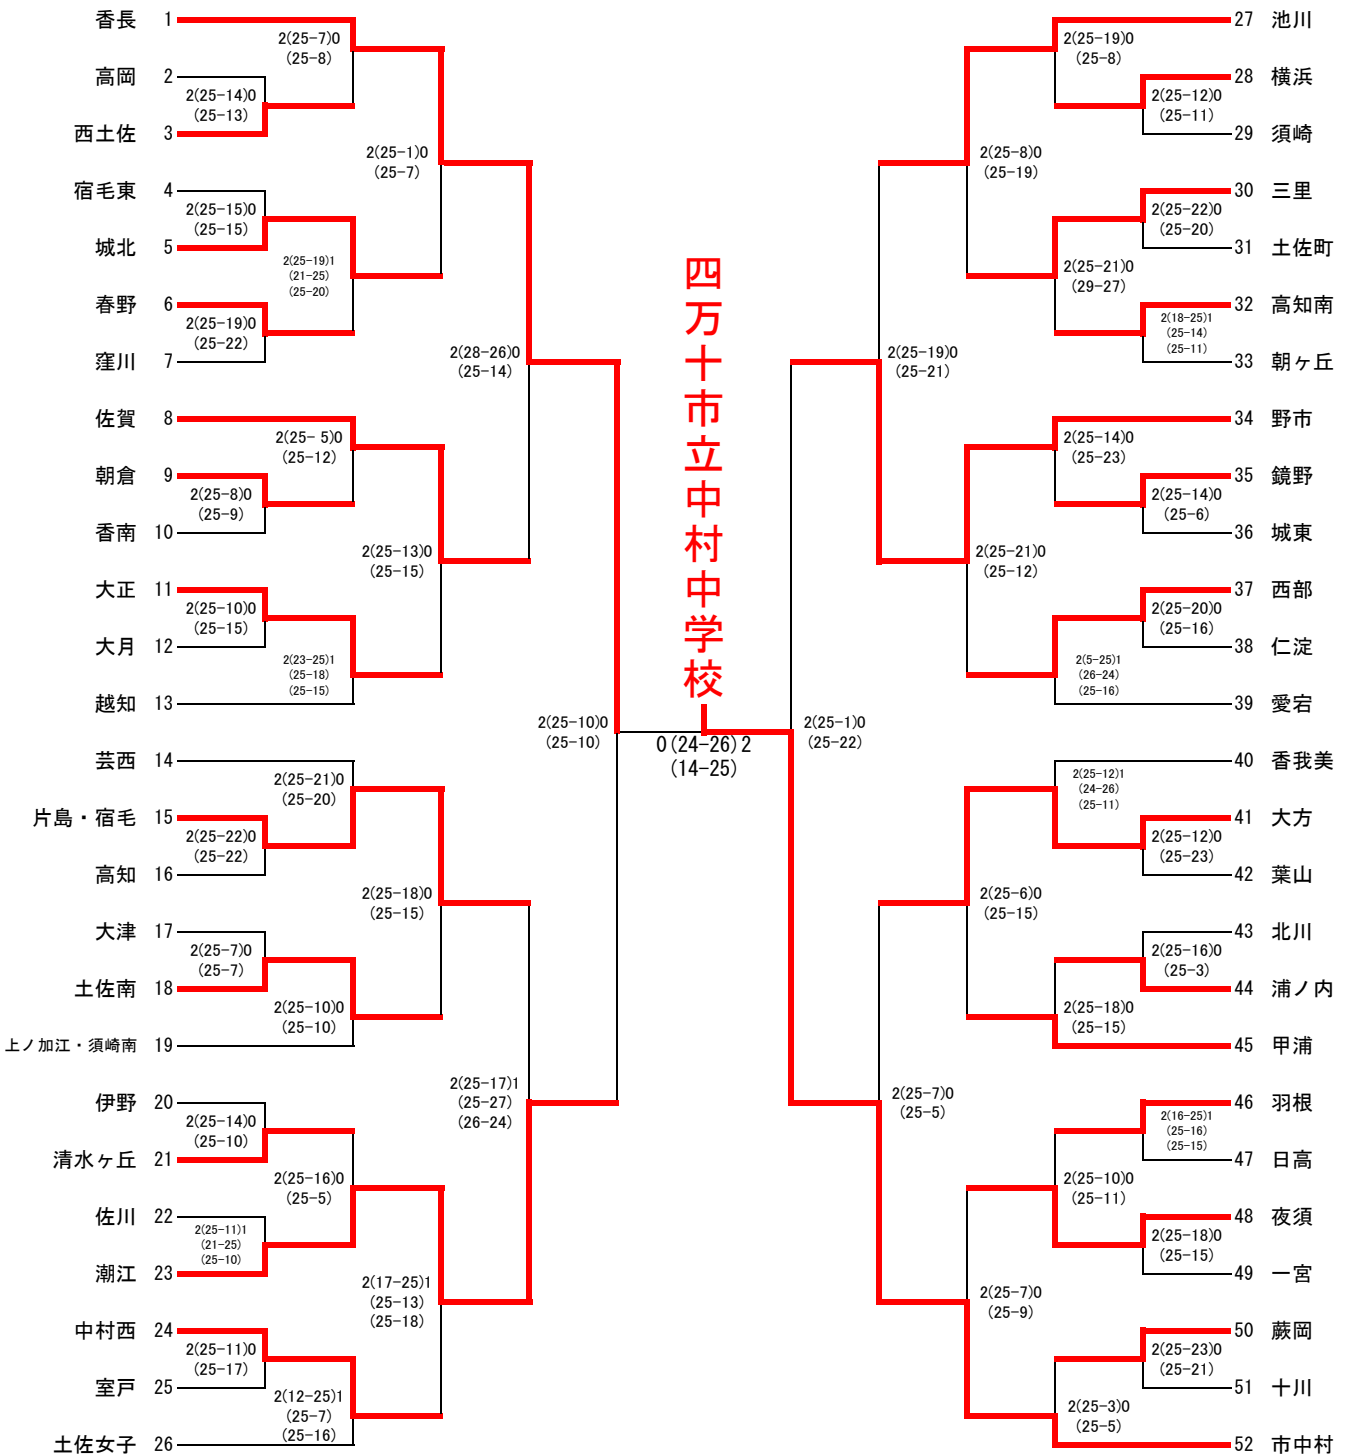 香長 1
2(25-7)0
(25-8)
高岡 2
2(25-14)0
(25-13)
西土佐 3
2(25-1)0
(25-7)
宿毛東 4
2(25-15)0
(25-15)
城北 5
2(25-19)1
(21-25)
(25-20)
春野 6
2(25-19)0
(25-22)
窪川 7
2(28-26)0
(25-14)
佐賀 8
2(25- 5)0
(25-12)
朝倉 9
2(25-8)0
(25-9)
香南 10
2(25-13)0
(25-15)
大正 11
2(25-10)0
(25-15)
大月 12
2(23-25)1
(25-18)
(25-15)
越知 13
2(25-10)0
(25-10)
芸西 14
2(25-21)0
(25-20)
片島・宿毛 15
2(25-22)0
(25-22)
高知 16
2(25-18)0
(25-15)
大津 17
2(25-7)0
(25-7)
土佐南 18
2(25-10)0
(25-10)
上ノ加江・須崎南 19
2(25-17)1
(25-27)
(26-24)
伊野 20
2(25-14)0
(25-10)
清水ヶ丘 21
2(25-16)0
(25-5)
佐川 22
2(25-11)1
(21-25)
(25-10)
潮江 23
2(17-25)1
(25-13)
(25-18)
中村西 24
2(25-11)0
(25-17)
室戸 25
2(12-25)1
(25-7)
(25-16)
土佐女子 26
四万十市立中村中学校
0(24-26)2
(14-25)
27 池川
2(25-19)0
(25-8)
28 横浜
2(25-12)0
(25-11)
29 須崎
2(25-8)0
(25-19)
30 三里
2(25-22)0
(25-20)
31 土佐町
2(25-21)0
(29-27)
32 高知南
2(18-25)1
(25-14)
(25-11)
33 朝ヶ丘
2(25-19)0
(25-21)
34 野市
2(25-14)0
(25-23)
35 鏡野
2(25-14)0
(25-6)
36 城東
2(25-21)0
(25-12)
37 西部
2(25-20)0
(25-16)
38 仁淀
2(5-25)1
(26-24)
(25-16)
39 愛宕
2(25-1)0
(25-22)
40 香我美
2(25-12)1
(24-26)
(25-11)
41 大方
2(25-12)0
(25-23)
42 葉山
2(25-6)0
(25-15)
43 北川
2(25-16)0
(25-3)
44 浦ノ内
2(25-18)0
(25-15)
45 甲浦
2(25-7)0
(25-5)
46 羽根
2(16-25)1
(25-16)
(25-15)
47 日高
2(25-10)0
(25-11)
48 夜須
2(25-18)0
(25-15)
49 一宮
2(25-7)0
(25-9)
50 蕨岡
2(25-23)0
(25-21)
51 十川
2(25-3)0
(25-5)
52 市中村